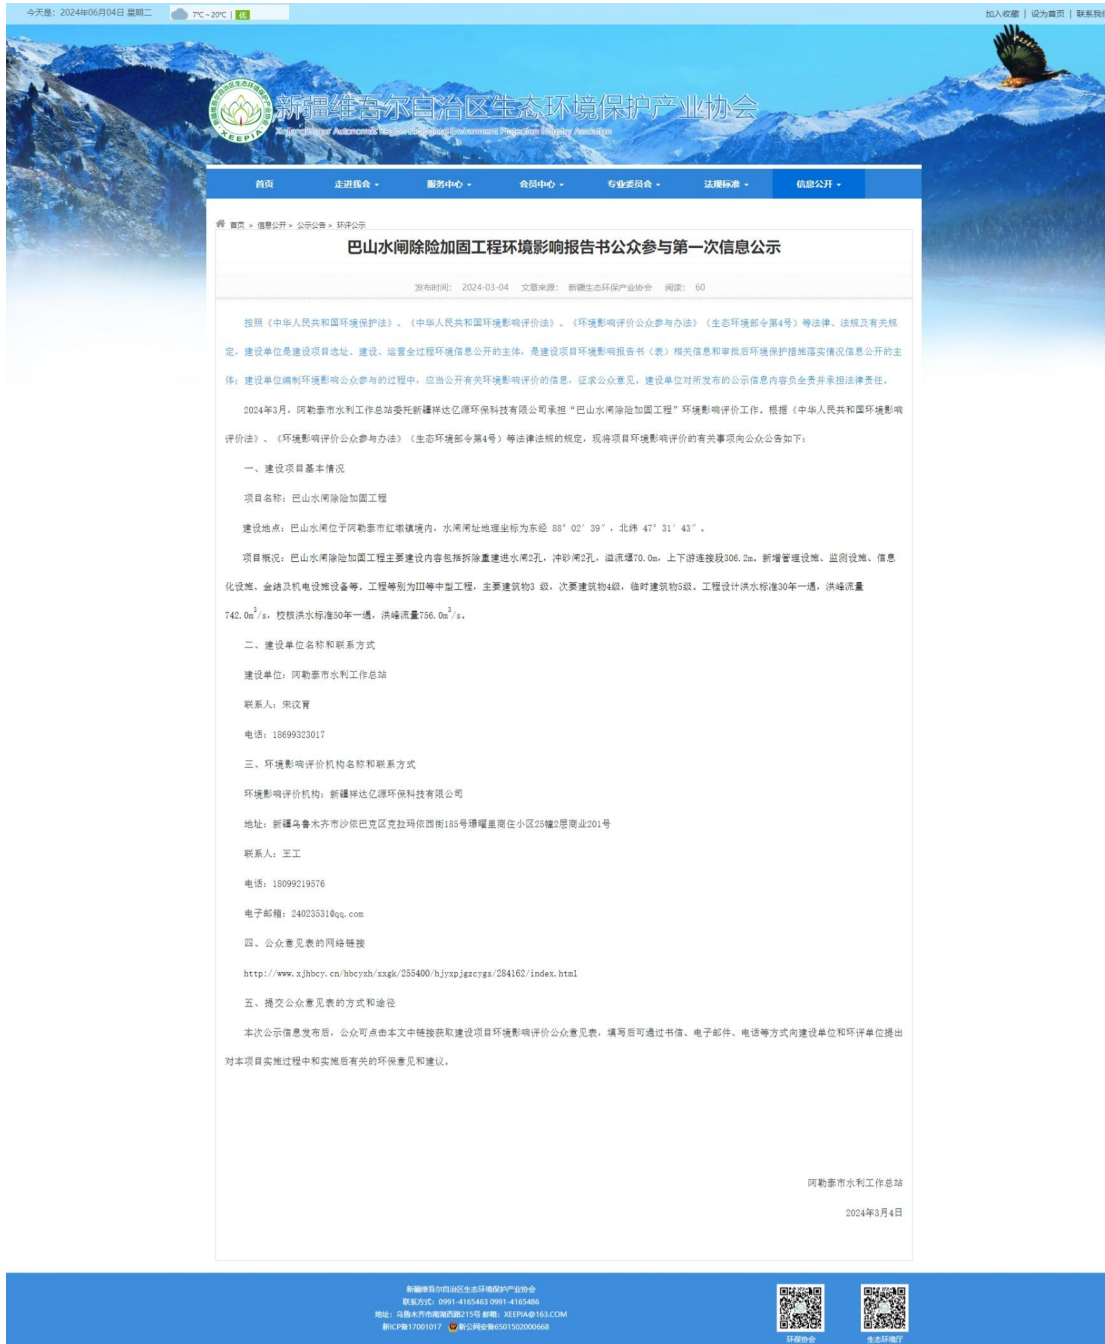 今天是：2024年06月04日 星期二 7℃~20℃ | 优
加入收藏 | 设为首页 | 联系我们
新疆维吾尔自治区生态环境保护产业协会
XEEPIA
首页 走进我会 服务中心 会员中心 专业委员会 法规标准 信息公开
首页 » 信息公开 » 公示公告 » 环评公示
巴山水闸除险加固工程环境影响报告书公众参与第一次信息公示
发布时间： 2024-03-04 文章来源： 新疆生态环保产业协会 阅读： 60
按照《中华人民共和国环境保护法》、《中华人民共和国环境影响评价法》、《环境影响评价公众参与办法》（生态环境部令第4号）等法律、法规及有关规
定，建设单位是建设项目选址、建设、运营全过程环境信息公开的主体，是建设项目环境影响报告书（表）相关信息和审批后环境保护措施落实情况信息公开的主
体；建设单位编制环境影响公众参与的过程中，应当公开有关环境影响评价的信息，征求公众意见。建设单位对所发布的公示信息内容负全责并承担法律责任。
2024年3月，阿勒泰市水利工作总站委托新疆祥达亿源环保科技有限公司承担“巴山水闸除险加固工程”环境影响评价工作。根据《中华人民共和国环境影响
评价法》、《环境影响评价公众参与办法》（生态环境部令第4号）等法律法规的规定，现将项目环境影响评价的有关事项向公众公告如下：
一、建设项目基本情况
项目名称：巴山水闸除险加固工程
建设地点：巴山水闸位于阿勒泰市红墩镇境内，水闸闸址地理坐标为东经 88° 02′ 39″，北纬 47° 31′ 43″。
项目概况：巴山水闸除险加固工程主要建设内容包括拆除重建进水闸2孔，冲砂闸2孔，溢流堰70.0m，上下游连接段306.2m。新增管理设施、监测设施、信息
化设施、金结及机电设施设备等。工程等别为III等中型工程，主要建筑物3 级，次要建筑物4级，临时建筑物5级。工程设计洪水标准30年一遇，洪峰流量
742.0m³/s，校核洪水标准50年一遇，洪峰流量756.0m³/s。
二、建设单位名称和联系方式
建设单位：阿勒泰市水利工作总站
联系人：宋汶育
电话：18699323017
三、环境影响评价机构名称和联系方式
环境影响评价机构：新疆祥达亿源环保科技有限公司
地址：新疆乌鲁木齐市沙依巴克区克拉玛依西街185号璟曜里商住小区25幢2层商业201号
联系人：王工
电话：18099219576
电子邮箱：24023531@qq.com
四、公众意见表的网络链接
http://www.xjhbcy.cn/hbcyxh/xxgk/255400/hjyxpjgzcygs/284162/index.html
五、提交公众意见表的方式和途径
本次公示信息发布后，公众可点击本文中链接获取建设项目环境影响评价公众意见表，填写后可通过书信、电子邮件、电话等方式向建设单位和环评单位提出
对本项目实施过程中和实施后有关的环保意见和建议。
阿勒泰市水利工作总站
2024年3月4日
新疆维吾尔自治区生态环境保护产业协会
联系方式：0991-4165463 0991-4165486
地址：乌鲁木齐市南湖西路215号 邮箱：XEEPIA@163.COM
新ICP备17001017 新公网安备6501502000668
环保协会 生态环境厅